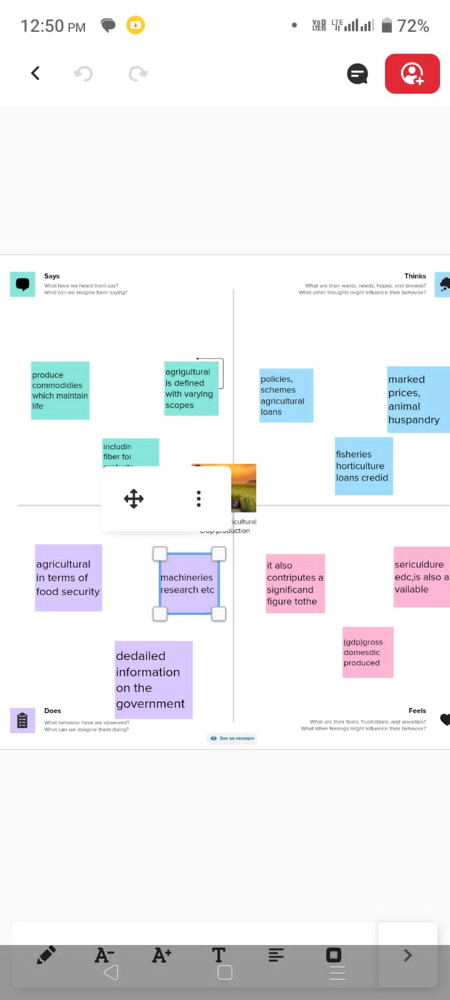 12:50 PM
VoD LTE2 LTE 72%
Says
What have we heard them say?
What can we imagine them saying?
Thinks
What are their wants, needs, hopes, and dreams?
What other thoughts might influence their behavior?
produce
commodidies
which maintain
life
agrigultural
is defined
with varying
scopes
policies,
schemes
agricultural
loans
marked
prices,
animal
huspandry
includin
fiber for
fisheries
horticulture
loans credid
icultural
crop production
agricultural
in terms of
food security
machineries
research etc
it also
contriputes a
significand
figure tothe
sericuldure
edc,is also a
vailable
(gdp)gross
domesdic
produced
dedailed
information
on the
government
Does
What behavior have we observed?
What can we imagine them doing?
Feels
What are their fears, frustrations, and anxieties?
What other feelings might influence their behavior?
See an example
A- A+ T